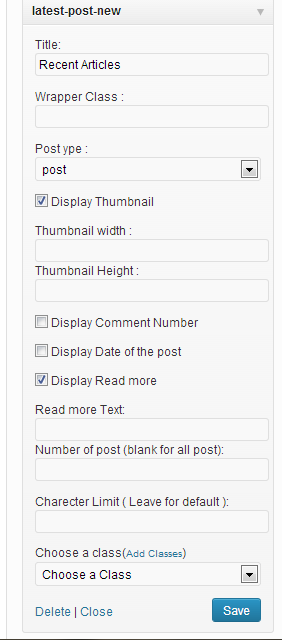 latest-post-new
Title:
Recent Articles
Wrapper Class :
Post ype :
post
Display Thumbnail
Thumbnail width :
Thumbnail Height :
Display Comment Number
Display Date of the post
Display Read more
Read more Text:
Number of post (blank for all post):
Charecter Limit ( Leave for default ):
Choose a class(Add Classes)
Choose a Class
Delete | Close Save